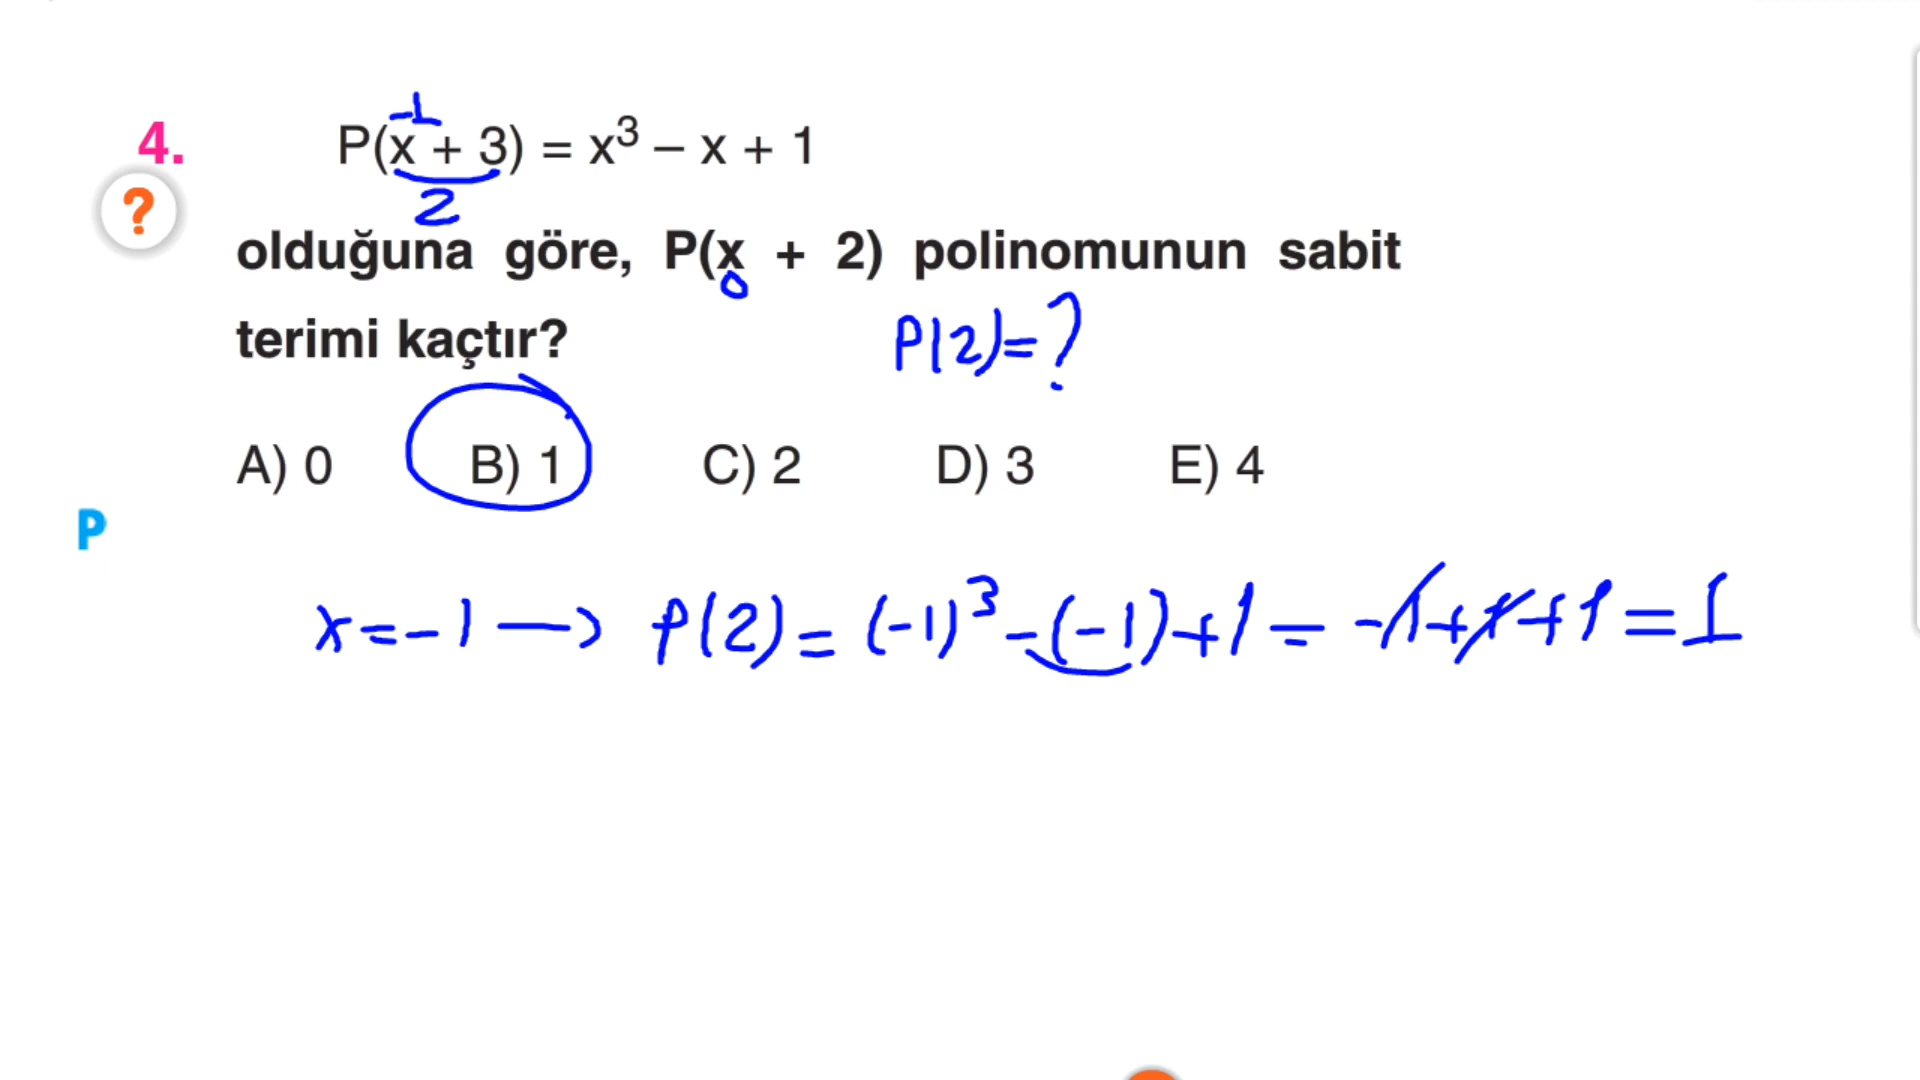 -1
4. P(x + 3) = x³ – x + 1
2
?
olduğuna göre, P(x + 2) polinomunun sabit
0
terimi kaçtır?
P(2)=?
A) 0 B) 1 C) 2 D) 3 E) 4
P
x=-1 → P(2)= (-1)³-(-1)+1= -1+1+1=1